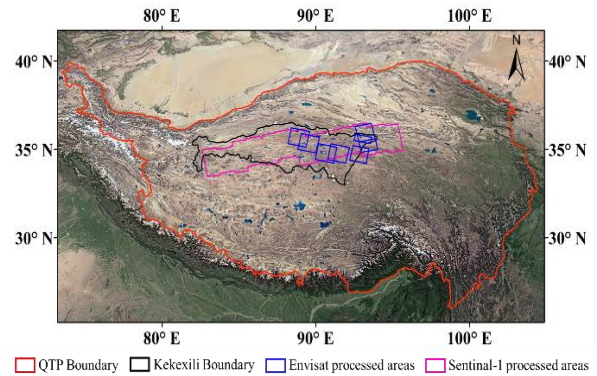 80° E 90° E 100° E
N
40° N 40° N
35° N 35° N
30° N 30° N
80° E 90° E 100° E
QTP Boundary Kekexili Boundary Envisat processed areas Sentinal-1 processed areas